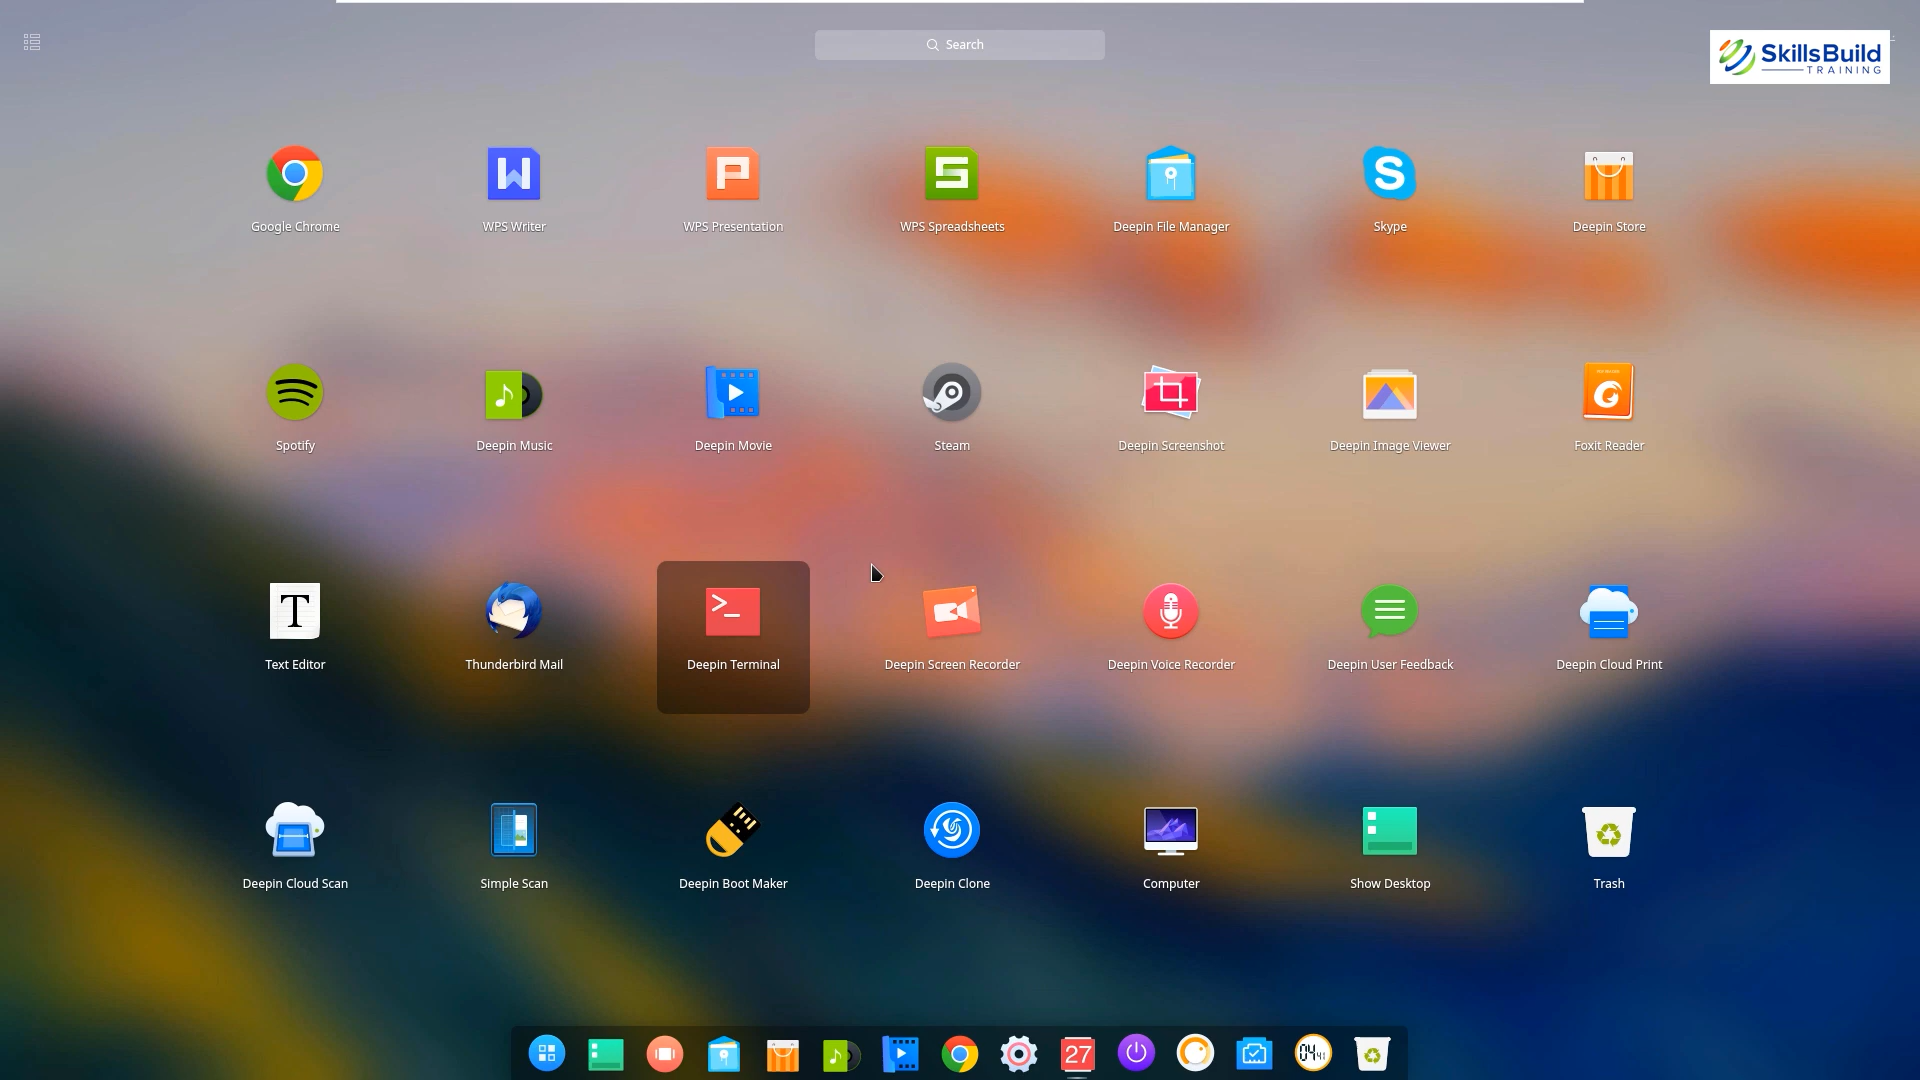 Search
SkillsBuild
TRAINING
Google Chrome
WPS Writer
WPS Presentation
WPS Spreadsheets
Deepin File Manager
Skype
Deepin Store
Spotify
Deepin Music
Deepin Movie
Steam
Deepin Screenshot
Deepin Image Viewer
Foxit Reader
Text Editor
Thunderbird Mail
Deepin Terminal
Deepin Screen Recorder
Deepin Voice Recorder
Deepin User Feedback
Deepin Cloud Print
Deepin Cloud Scan
Simple Scan
Deepin Boot Maker
Deepin Clone
Computer
Show Desktop
Trash
27
04 41